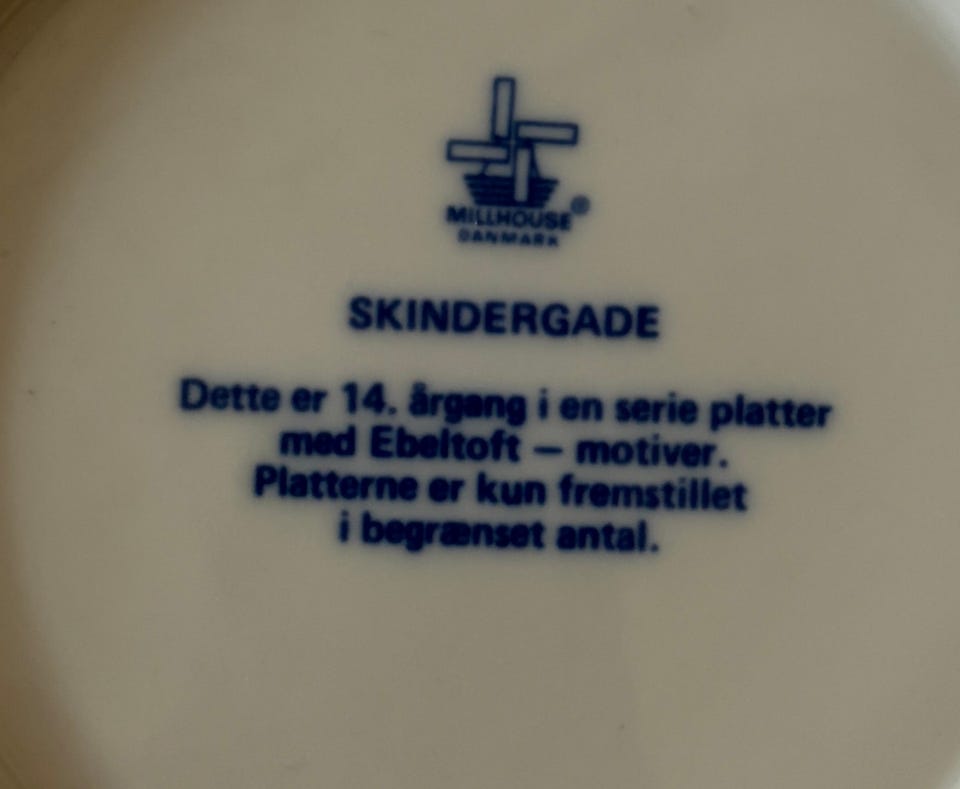 MILLHOUSE®
DANMARK
SKINDERGADE
Dette er 14. årgang i en serie platter
med Ebeltoft – motiver.
Platterne er kun fremstillet
i begrænset antal.